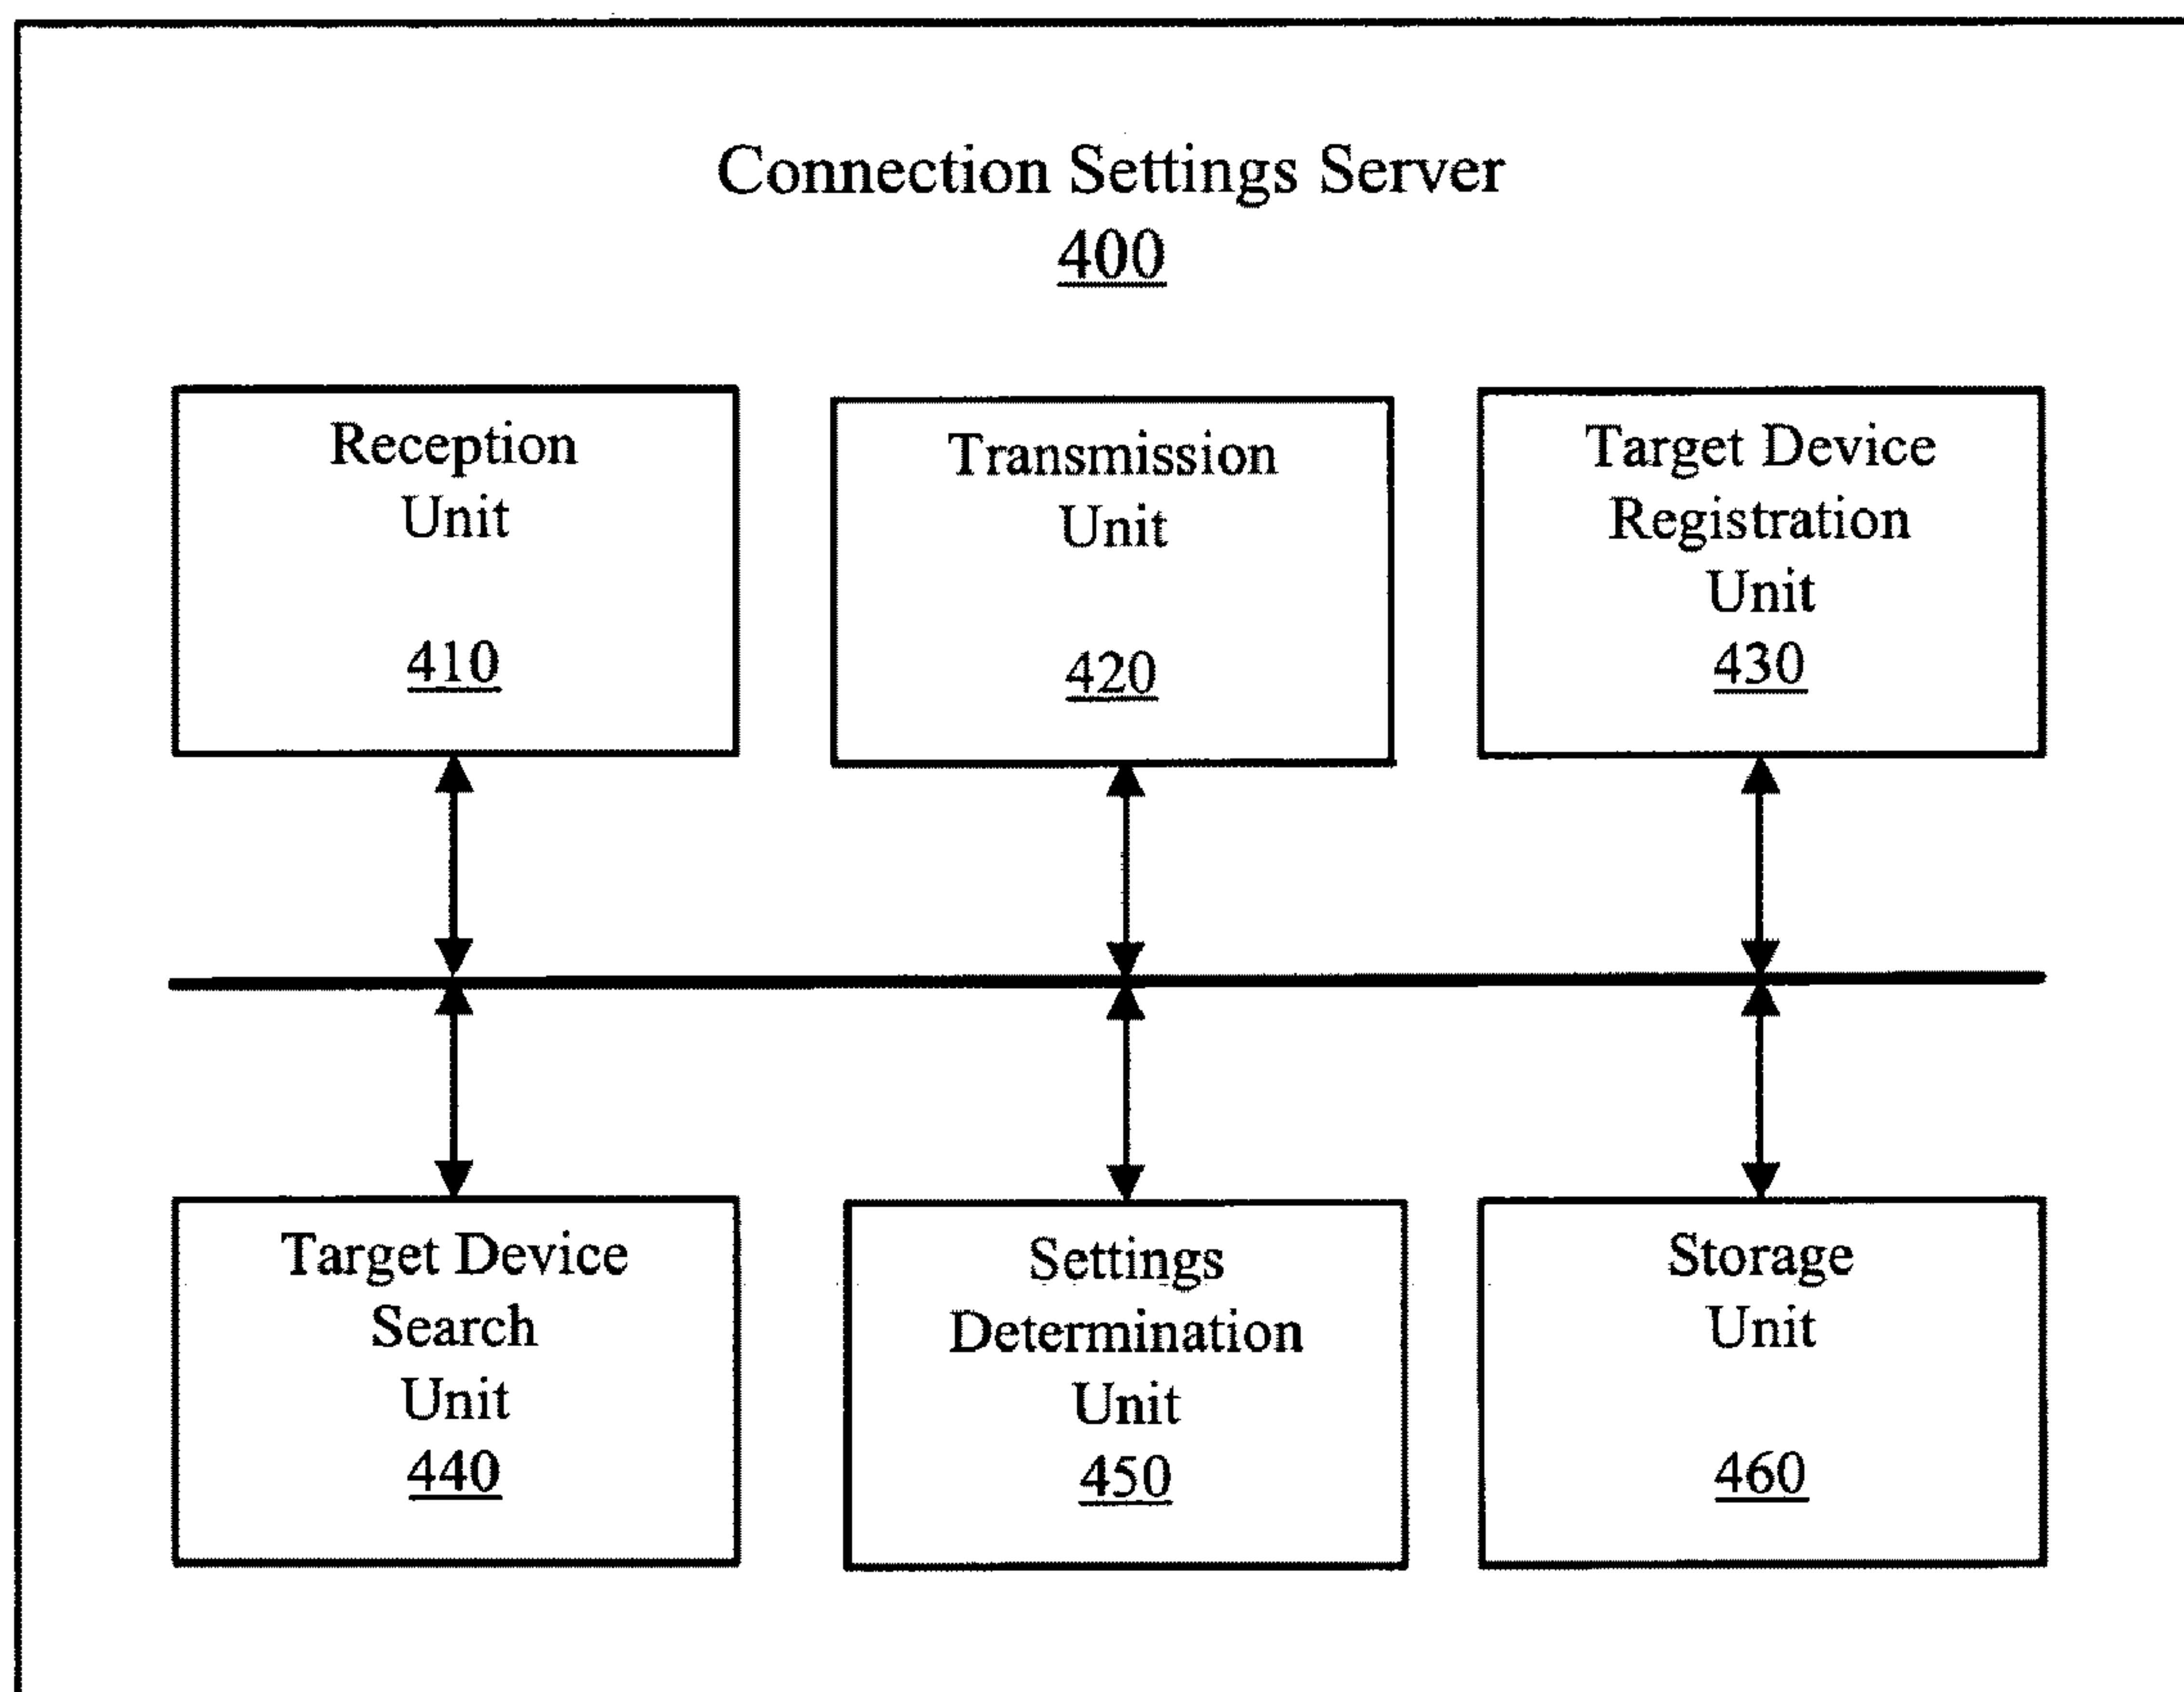 Connection Settings Server
400
Reception
Unit
410
Transmission
Unit
420
Target Device
Registration
Unit
430
Target Device
Search
Unit
440
Settings
Determination
Unit
450
Storage
Unit
460